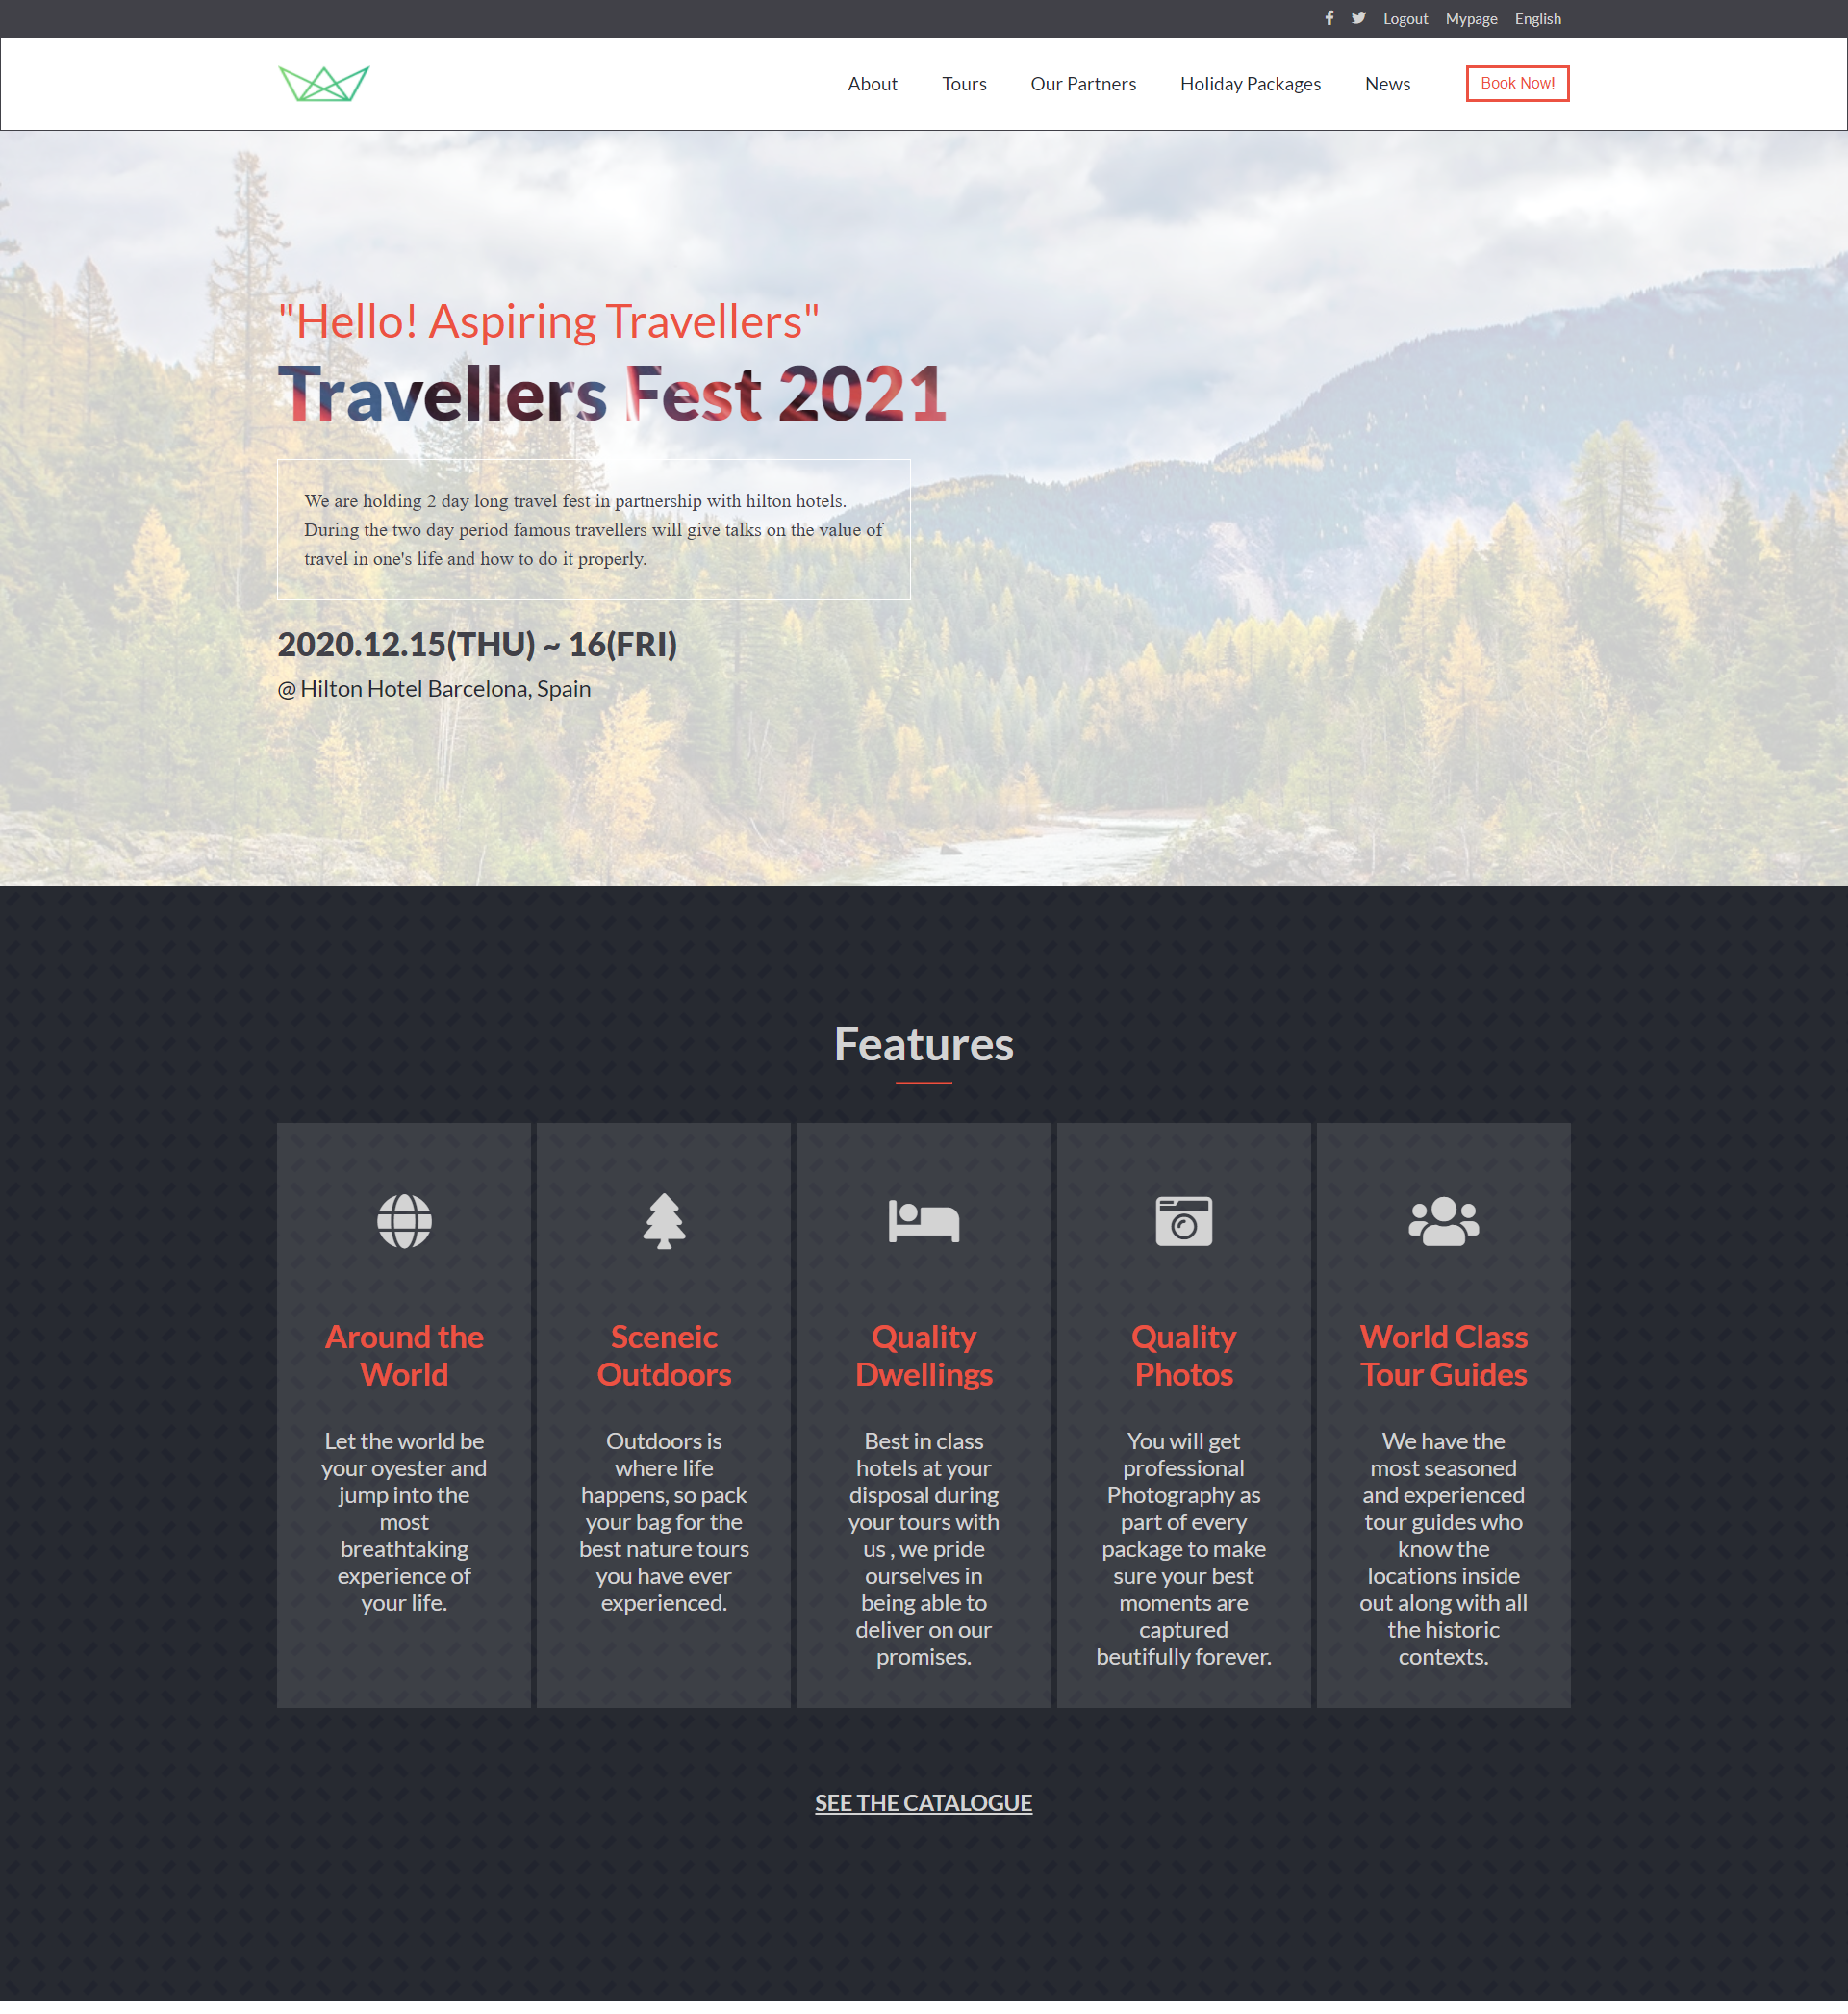 Logout Mypage English
About Tours Our Partners Holiday Packages News Book Now!
"Hello! Aspiring Travellers"
Travellers Fest 2021
We are holding 2 day long travel fest in partnership with hilton hotels.
During the two day period famous travellers will give talks on the value of
travel in one's life and how to do it properly.
2020.12.15(THU) ~ 16(FRI)
@ Hilton Hotel Barcelona, Spain
Features
Around the
World
Let the world be
your oyester and
jump into the
most
breathtaking
experience of
your life.
Sceneic
Outdoors
Outdoors is
where life
happens, so pack
your bag for the
best nature tours
you have ever
experienced.
Quality
Dwellings
Best in class
hotels at your
disposal during
your tours with
us , we pride
ourselves in
being able to
deliver on our
promises.
Quality
Photos
You will get
professional
Photography as
part of every
package to make
sure your best
moments are
captured
beutifully forever.
World Class
Tour Guides
We have the
most seasoned
and experienced
tour guides who
know the
locations inside
out along with all
the historic
contexts.
SEE THE CATALOGUE